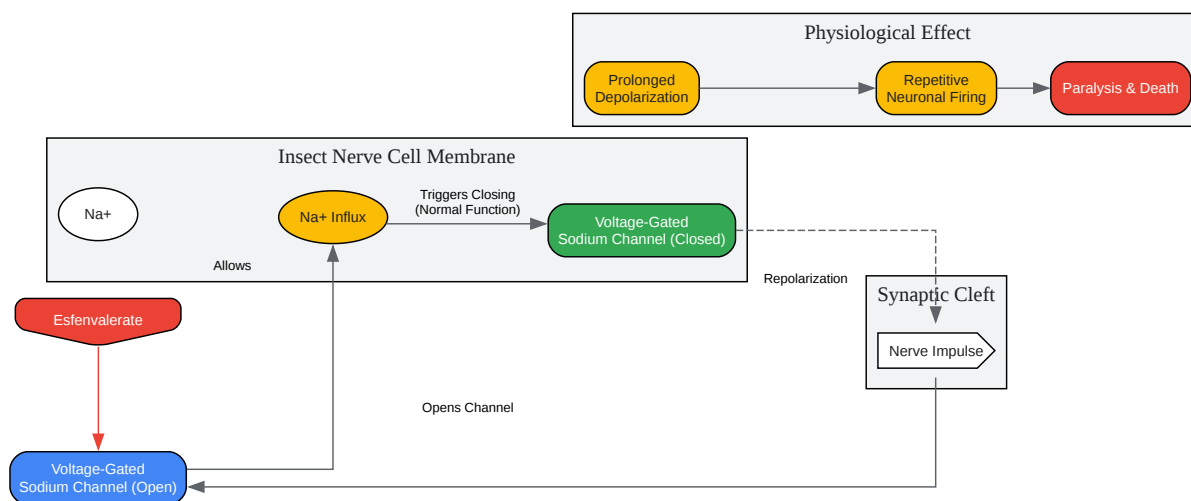 Physiological Effect
Prolonged
Depolarization
Repetitive
Neuronal Firing
Paralysis & Death
Insect Nerve Cell Membrane
Na+
Na+ Influx
Triggers Closing
(Normal Function)
Voltage-Gated
Sodium Channel (Closed)
Allows
Repolarization
Synaptic Cleft
Nerve Impulse
Esfenvalerate
Opens Channel
Voltage-Gated
Sodium Channel (Open)